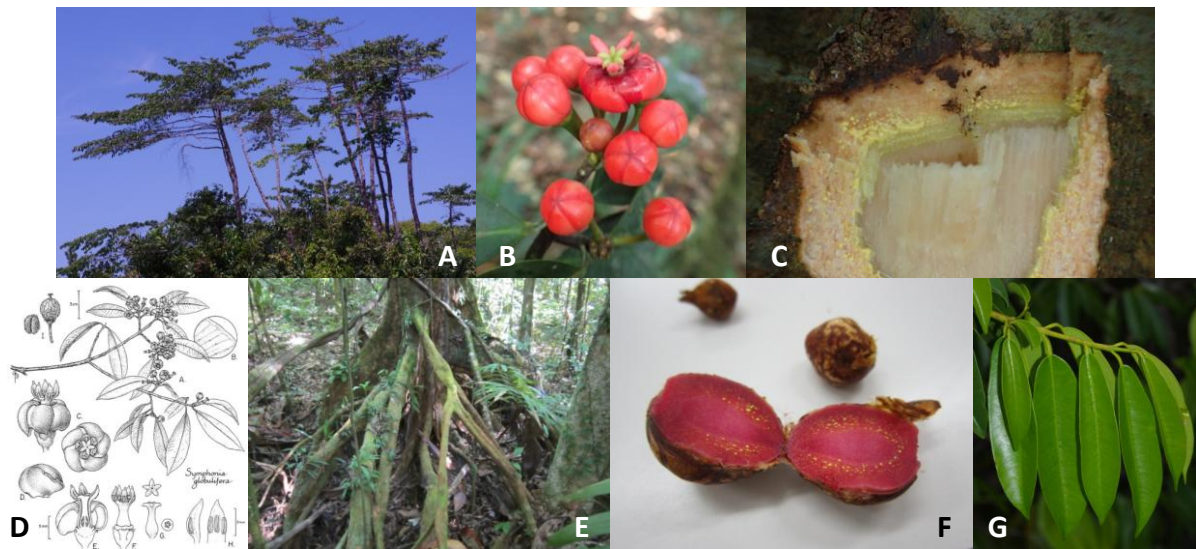 A
B
C
D
E
F
G
I.
B.
A.
C.
D.
E.
F.
G.
H.
Symphonia
globulifera